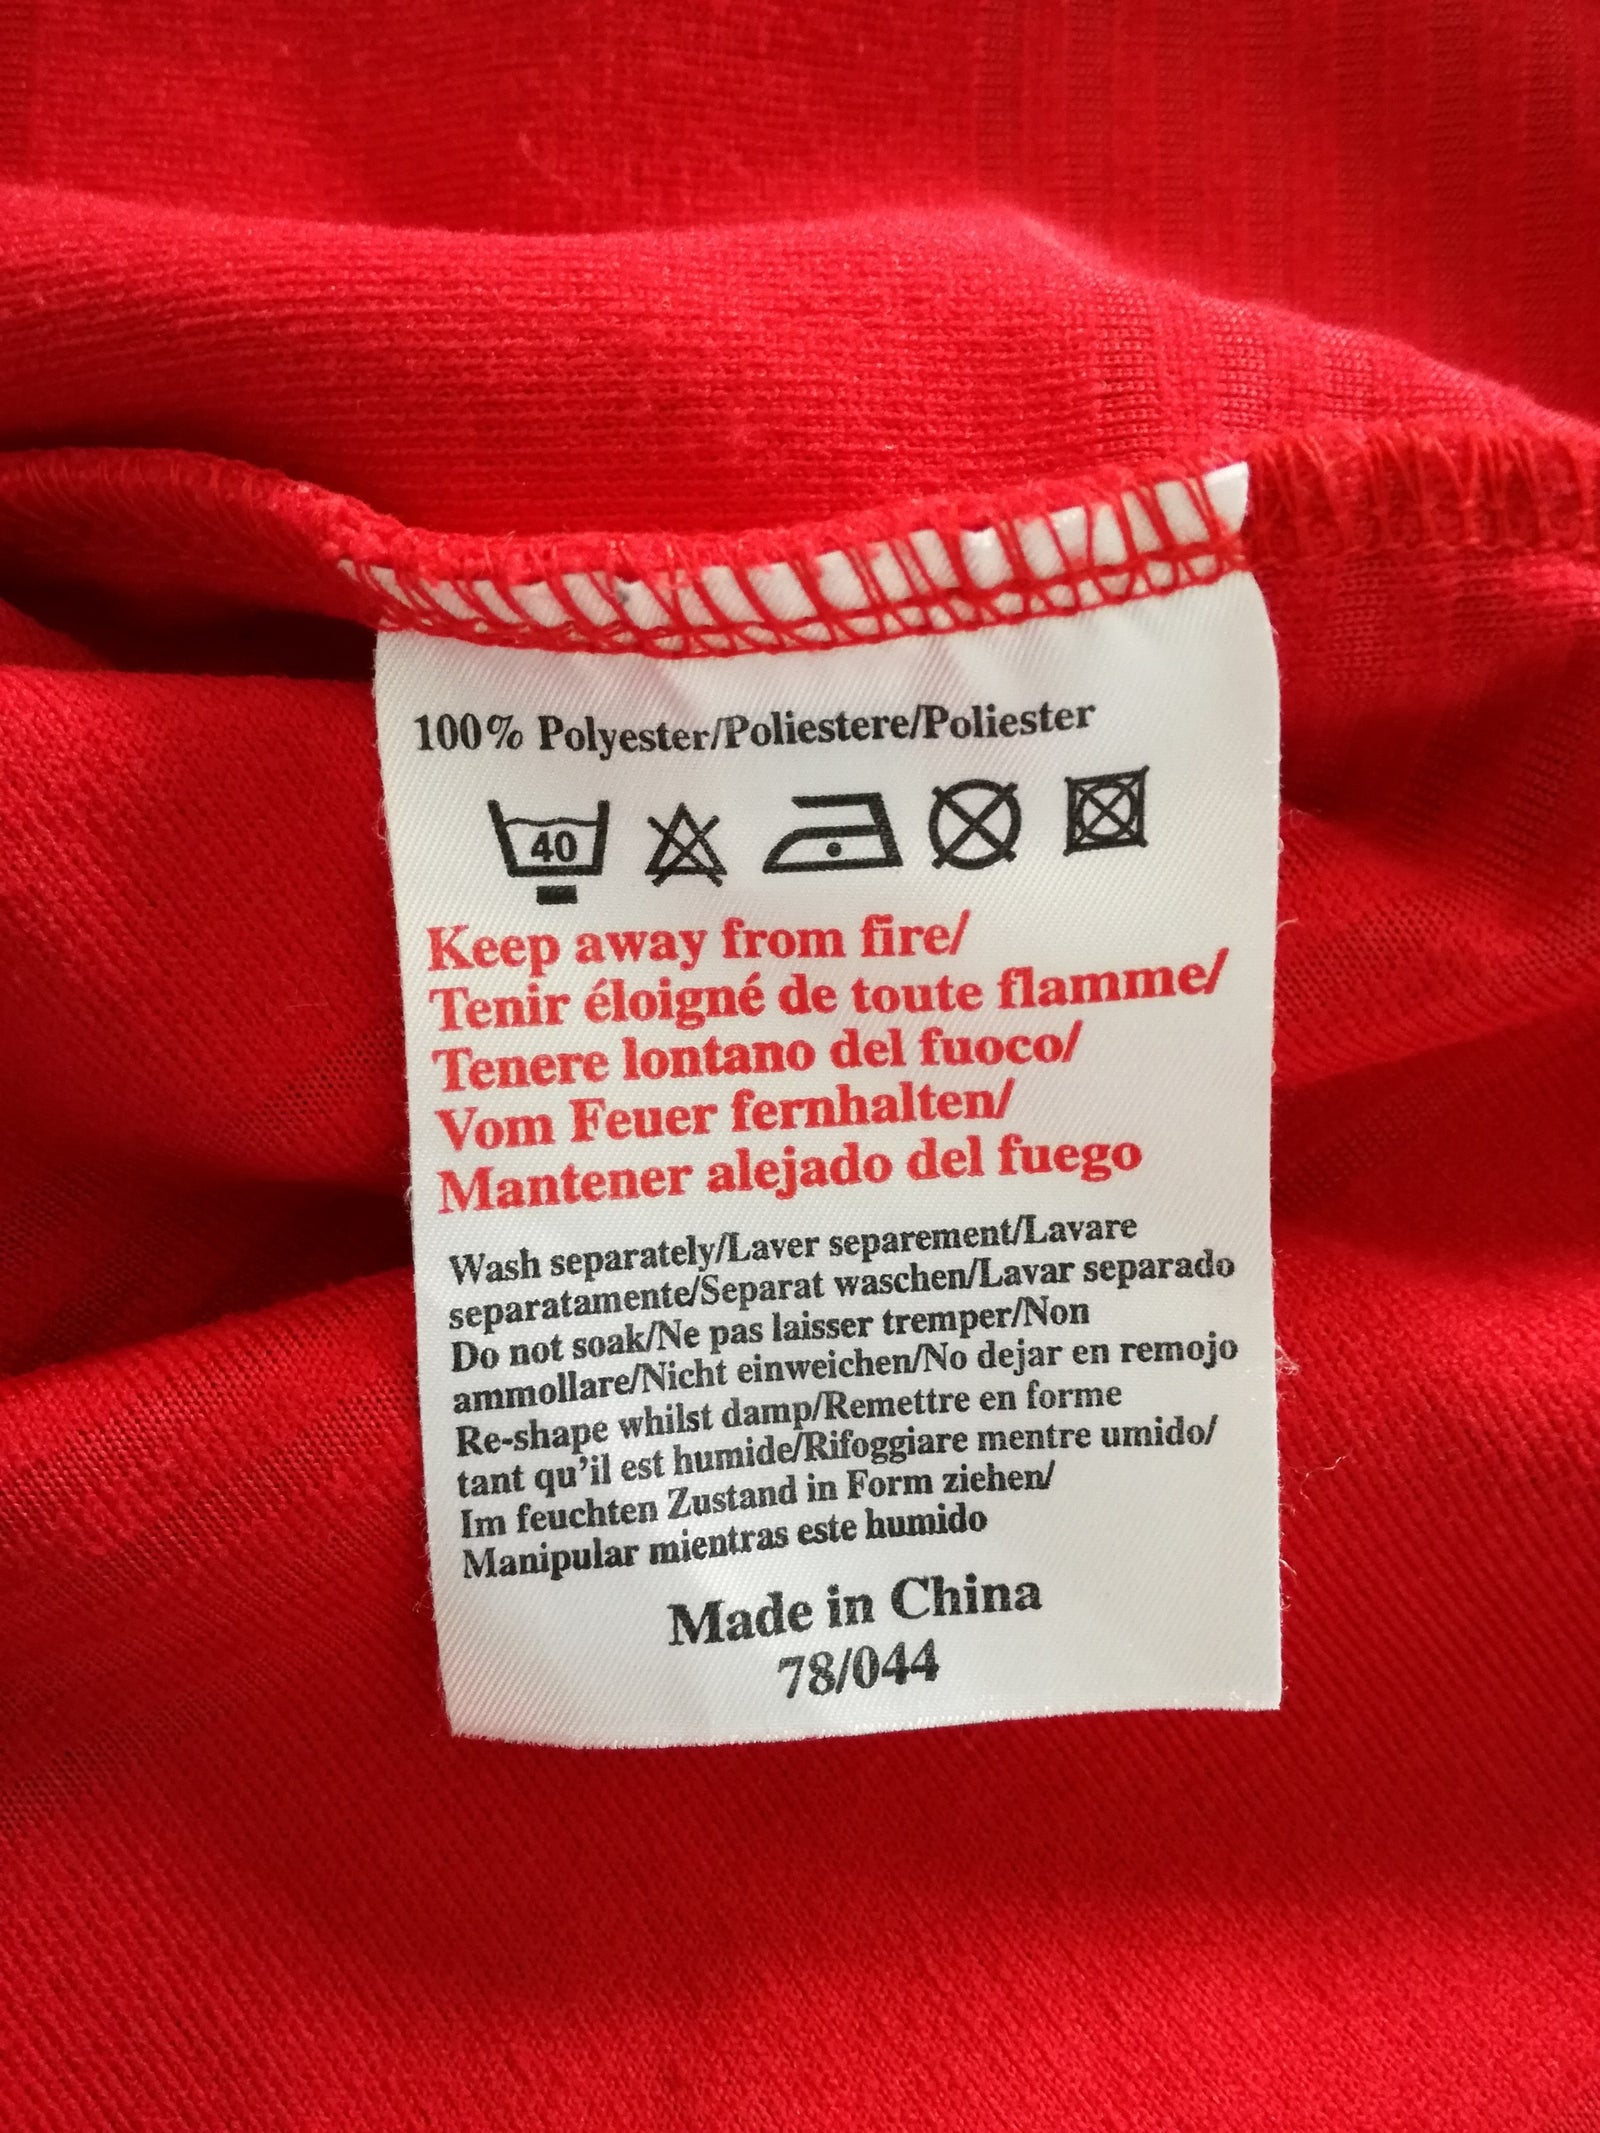 100% Polyester/Poliestere/Poliester
40
Keep away from fire/
Tenir éloigné de toute flamme/
Tenere lontano del fuoco/
Vom Feuer fernhalten/
Mantener alejado del fuego
Wash separately/Laver separement/Lavare
separatamente/Separat waschen/Lavar separado
Do not soak/Ne pas laisser tremper/Non
ammollare/Nicht einweichen/No dejar en remojo
Re-shape whilst damp/Remettre en forme
tant qu’il est humide/Rifoggiare mentre umido/
Im feuchten Zustand in Form ziehen/
Manipular mientras este humido
Made in China
78/044